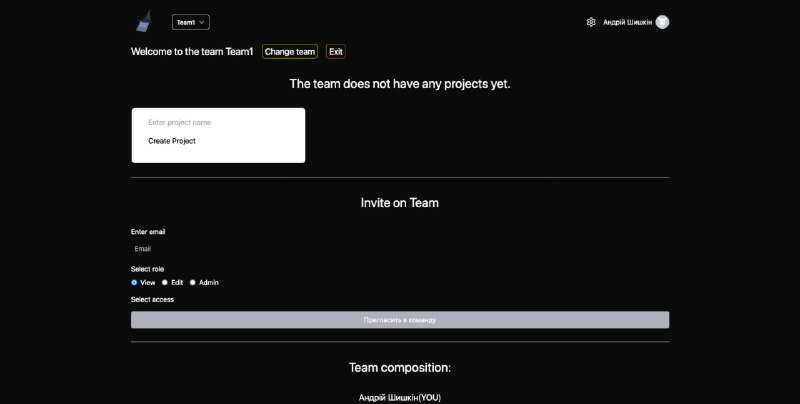 Team1
Андрій Шишкін
Welcome to the team Team1 Change team Exit
The team does not have any projects yet.
Enter project name
Create Project
Invite on Team
Enter email
Email
Select role
View Edit Admin
Select access
Пригласить в команду
Team composition:
Андрій Шишкін(YOU)